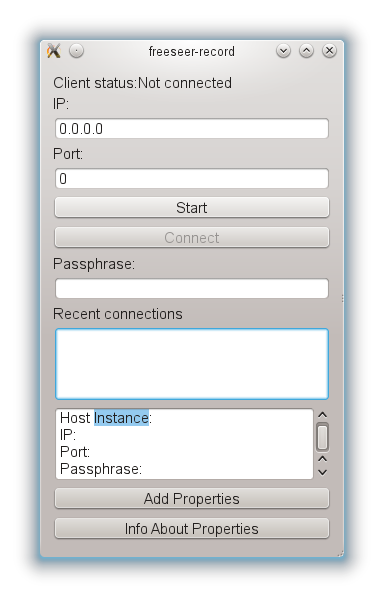 freeseer-record
Client status:Not connected
IP:
0.0.0.0
Port:
0
Start
Connect
Passphrase:
Recent connections
Host Instance:
IP:
Port:
Passphrase:
Add Properties
Info About Properties